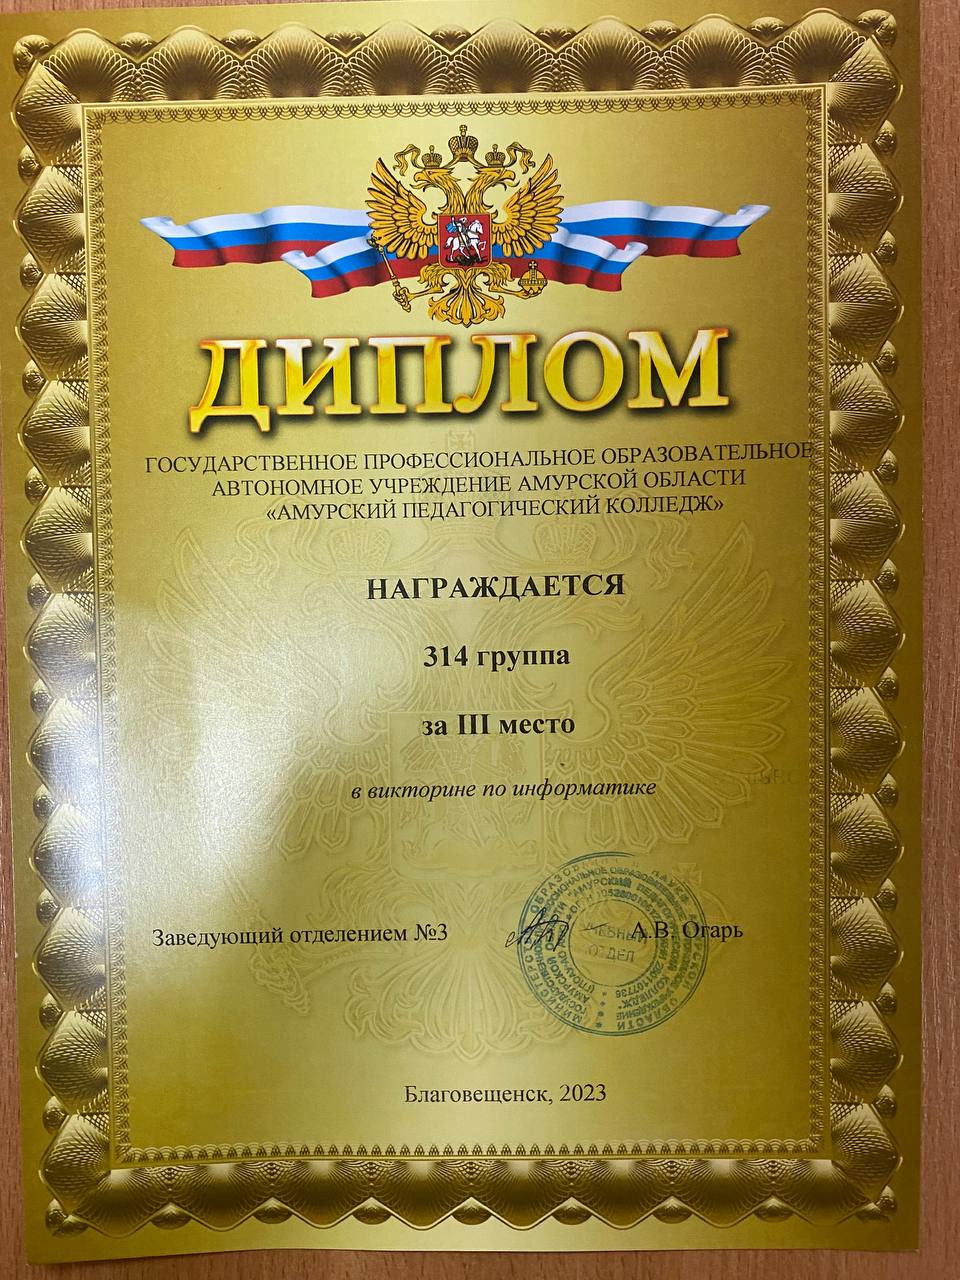 ДИПЛОМ
ГОСУДАРСТВЕННОЕ ПРОФЕССИОНАЛЬНОЕ ОБРАЗОВАТЕЛЬНОЕ
АВТОНОМНОЕ УЧРЕЖДЕНИЕ АМУРСКОЙ ОБЛАСТИ
«АМУРСКИЙ ПЕДАГОГИЧЕСКИЙ КОЛЛЕДЖ»
НАГРАЖДАЕТСЯ
314 группа
за III место
в викторине по информатике
Заведующий отделением №3 А.В. Огарь
УЧЕБНЫЙ
ОТДЕЛ
Благовещенск, 2023